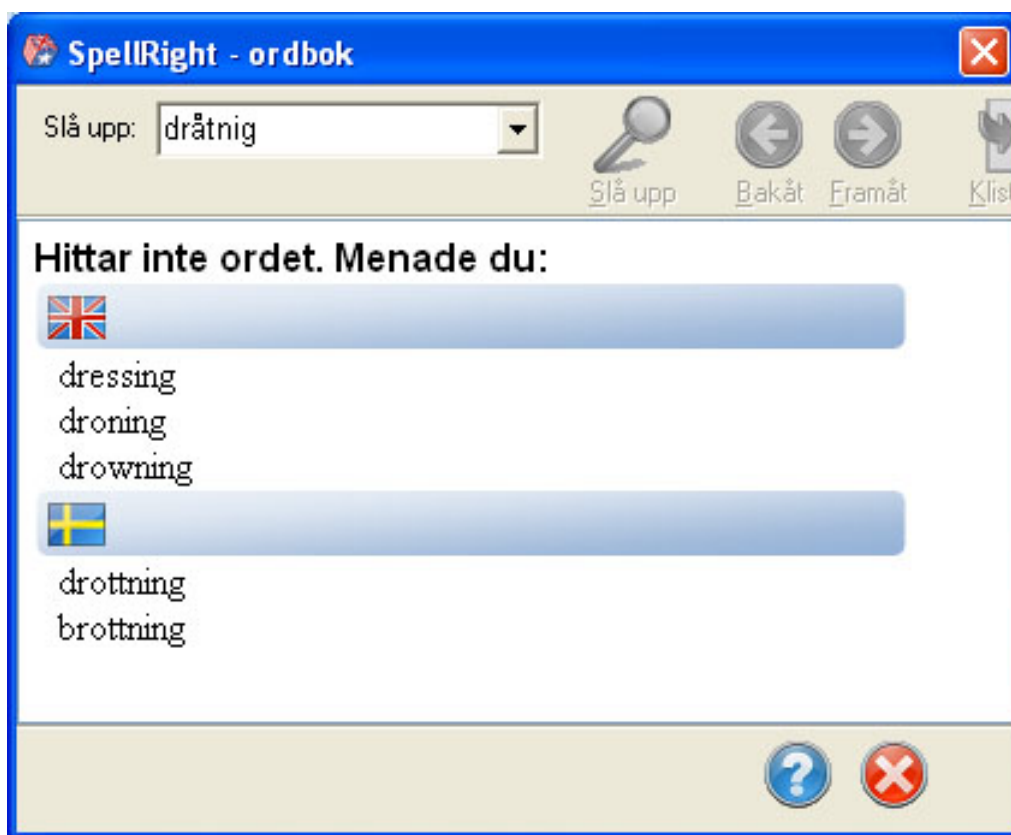 SpellRight - ordbok
Slå upp: dråtnig
Slå upp Bakåt Framåt
Hittar inte ordet. Menade du:
dressing
droning
drowning
drottning
brottning